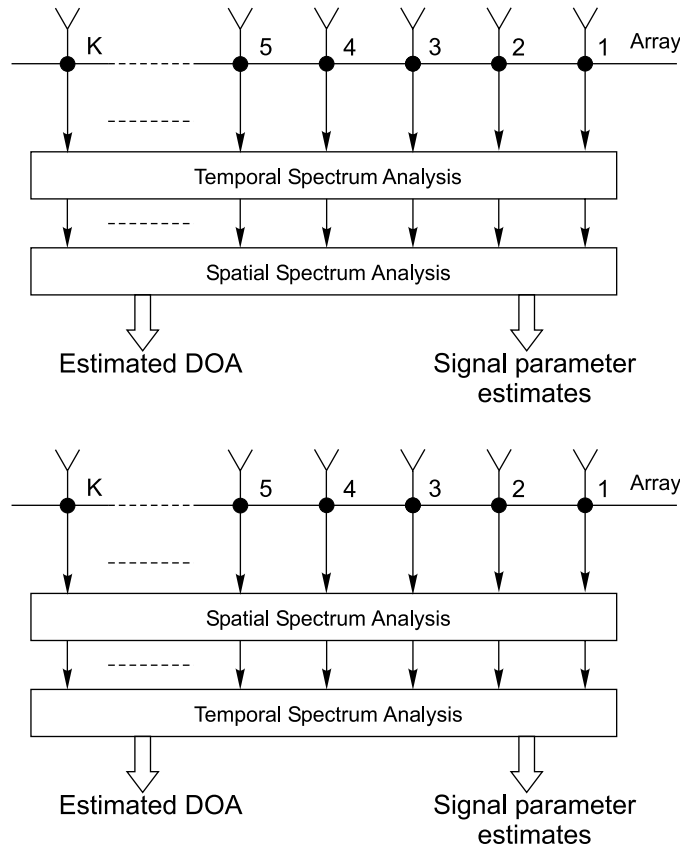 K 5 4 3 2 1 Array
Temporal Spectrum Analysis
Spatial Spectrum Analysis
Estimated DOA
Signal parameter
estimates
K 5 4 3 2 1 Array
Spatial Spectrum Analysis
Temporal Spectrum Analysis
Estimated DOA
Signal parameter
estimates